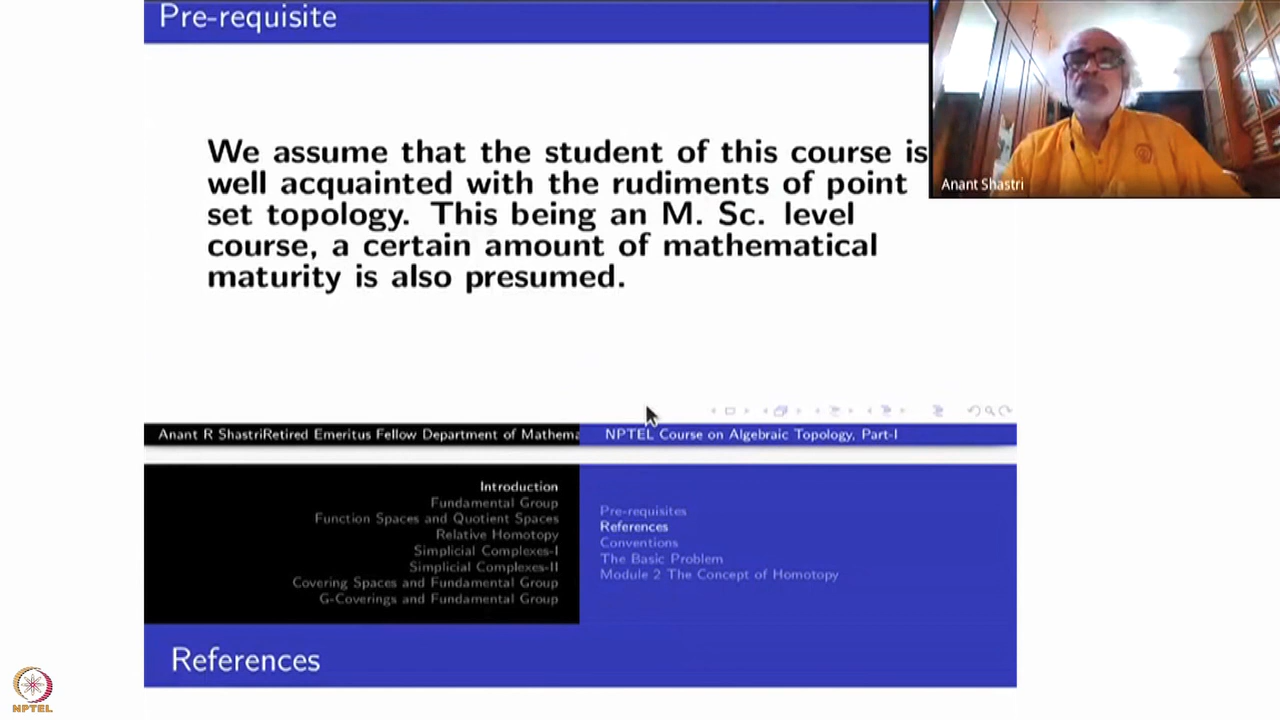 Pre-requisite
We assume that the student of this course is
well acquainted with the rudiments of point
set topology. This being an M. Sc. level
course, a certain amount of mathematical
maturity is also presumed.
Anant Shastri
Anant R ShastriRetired Emeritus Fellow Department of Mathema
NPTEL Course on Algebraic Topology, Part-I
Introduction
Fundamental Group
Function Spaces and Quotient Spaces
Relative Homotopy
Simplicial Complexes-I
Simplicial Complexes-II
Covering Spaces and Fundamental Group
G-Coverings and Fundamental Group
Pre-requisites
References
Conventions
The Basic Problem
Module 2 The Concept of Homotopy
References
NPTEL